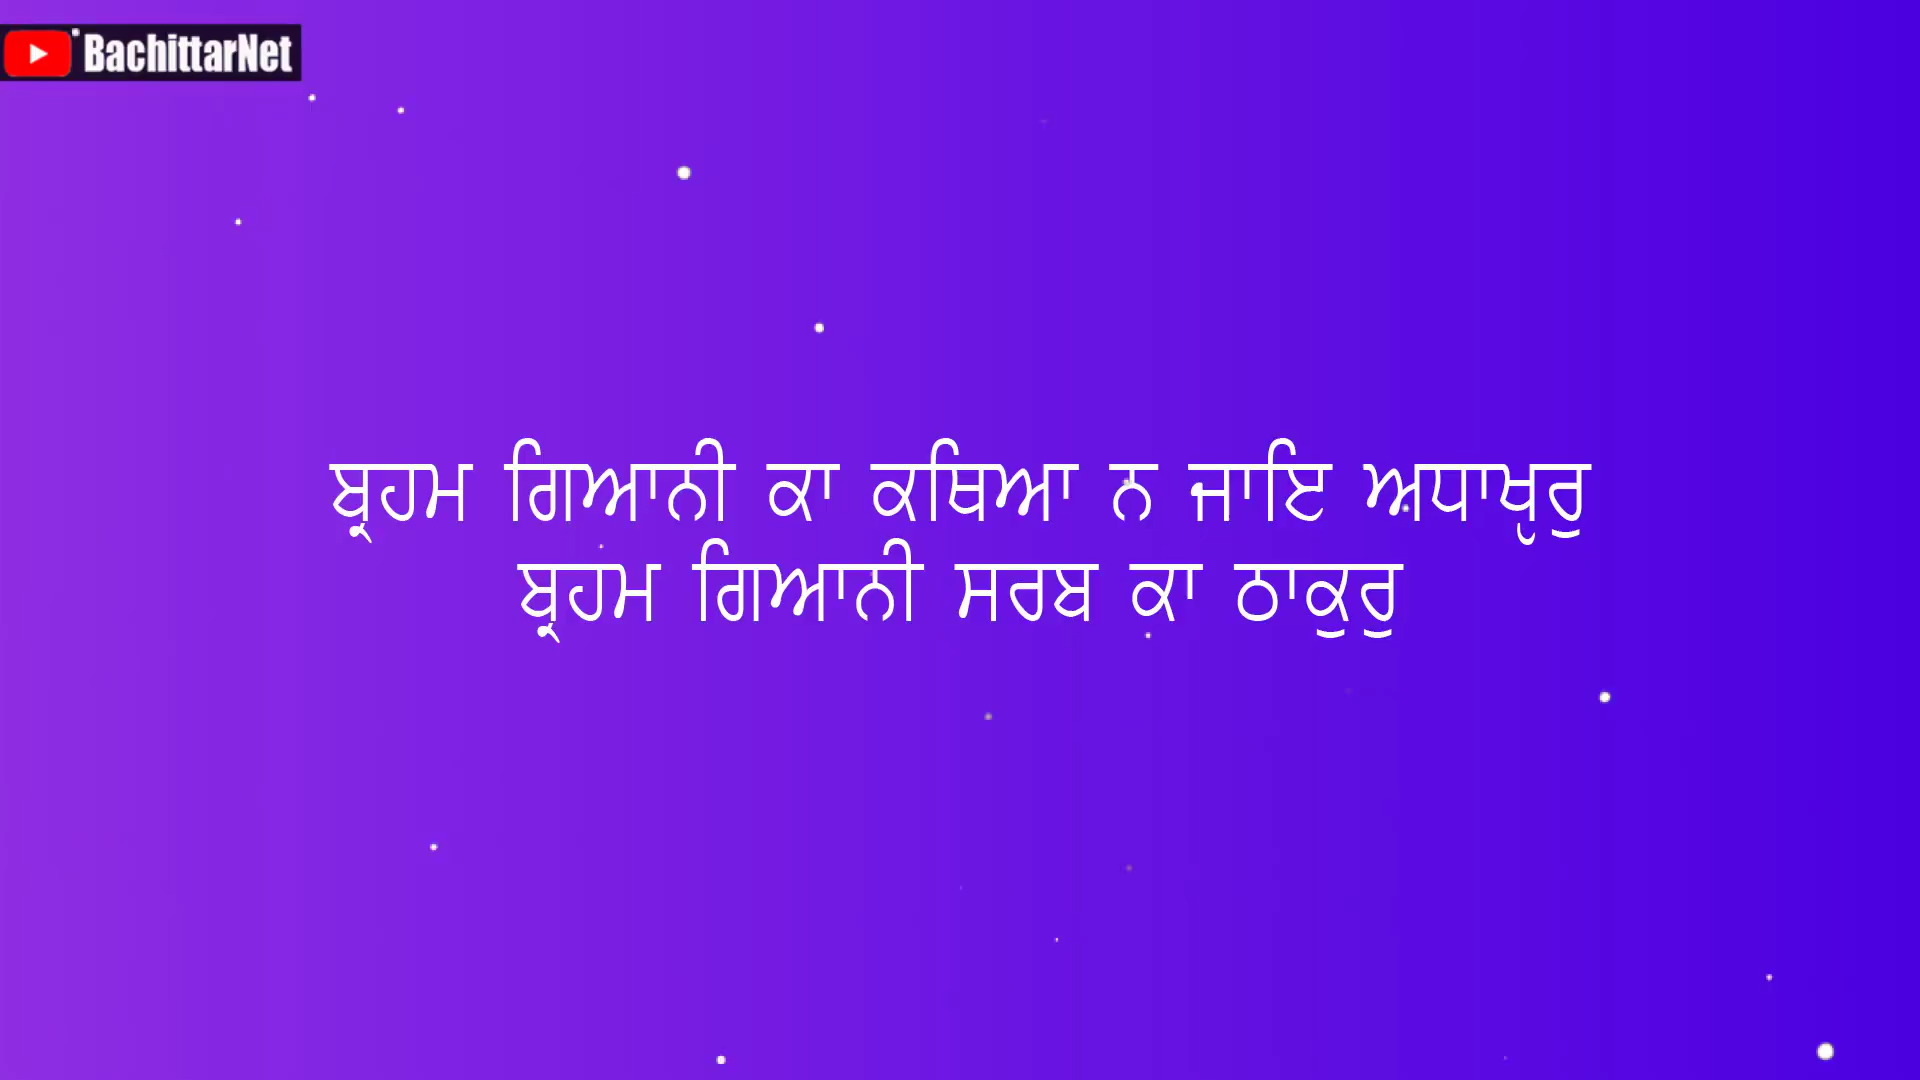 BachittarNet
ਬ੍ਰਹਮ ਗਿਆਨੀ ਕਾ ਕਥਿਆ ਨ ਜਾਇ ਅਧਾਖੵਰੁ
ਬ੍ਰਹਮ ਗਿਆਨੀ ਸਰਬ ਕਾ ਠਾਕੁਰੁ